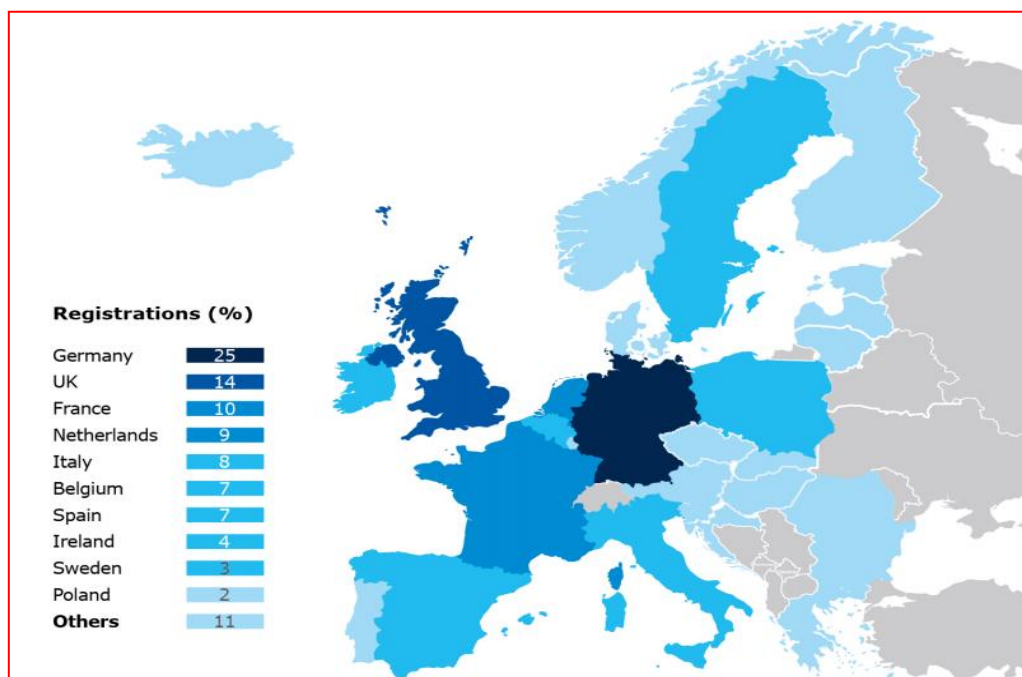 Registrations (%)
Germany 25
UK 14
France 10
Netherlands 9
Italy 8
Belgium 7
Spain 7
Ireland 4
Sweden 3
Poland 2
Others 11